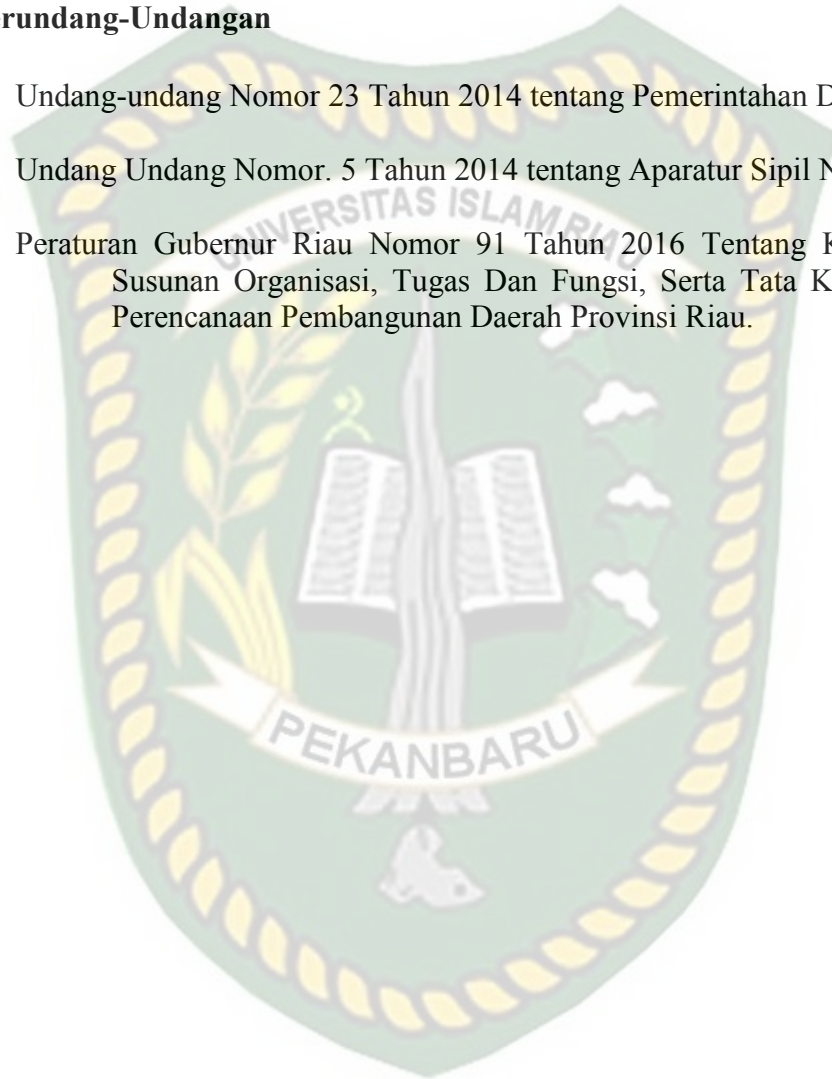 erundang-Undangan
Undang-undang Nomor 23 Tahun 2014 tentang Pemerintahan D
Undang Undang Nomor. 5 Tahun 2014 tentang Aparatur Sipil N
Peraturan Gubernur Riau Nomor 91 Tahun 2016 Tentang K
Susunan Organisasi, Tugas Dan Fungsi, Serta Tata K
Perencanaan Pembangunan Daerah Provinsi Riau.
UNIVERSITAS ISLAM RIAU
PEKANBARU